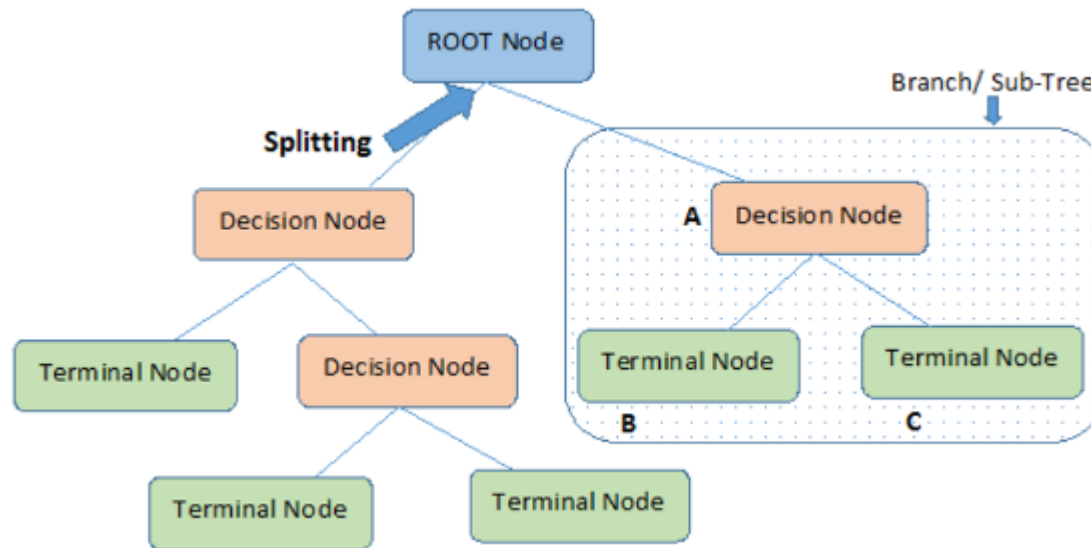 ROOT Node
Branch/ Sub-Tree
Splitting
Decision Node
A
Decision Node
Terminal Node
Decision Node
Terminal Node
Terminal Node
B
C
Terminal Node
Terminal Node